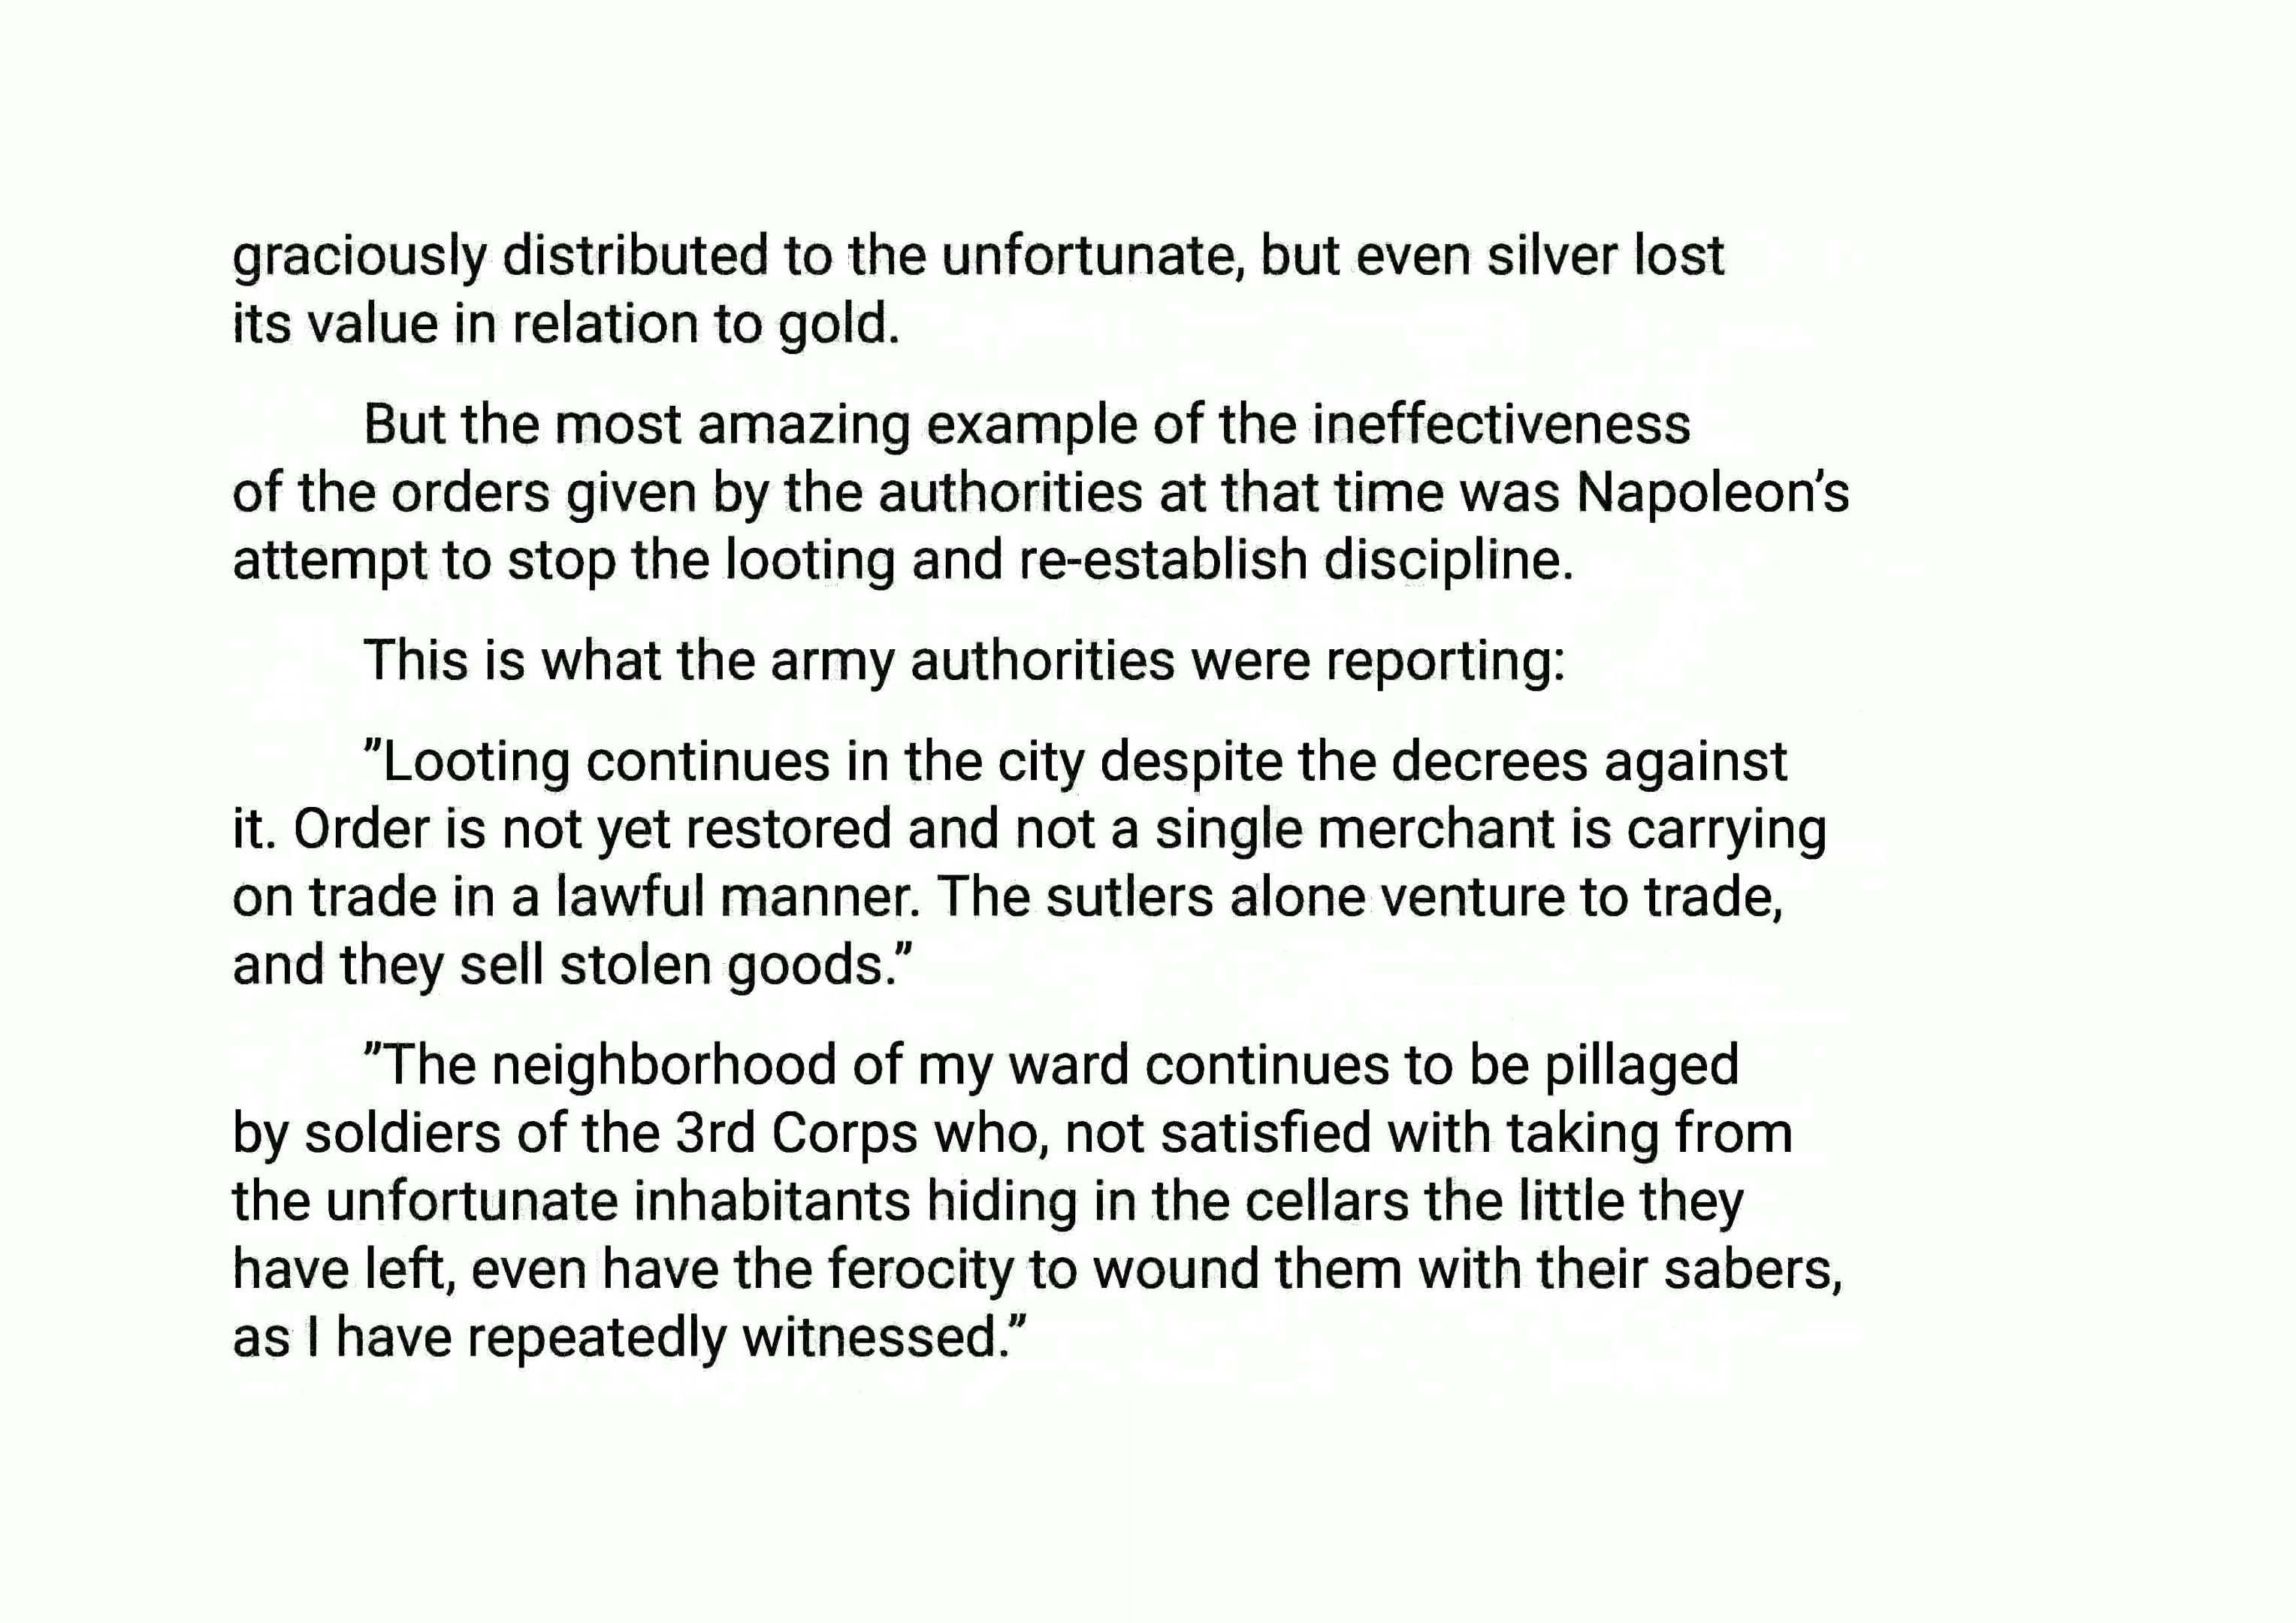 graciously distributed to the unfortunate, but even silver lost
its value in relation to gold.
But the most amazing example of the ineffectiveness
of the orders given by the authorities at that time was Napoleon’s
attempt to stop the looting and re-establish discipline.
This is what the army authorities were reporting:
”Looting continues in the city despite the decrees against
it. Order is not yet restored and not a single merchant is carrying
on trade in a lawful manner. The sutlers alone venture to trade,
and they sell stolen goods.”
”The neighborhood of my ward continues to be pillaged
by soldiers of the 3rd Corps who, not satisfied with taking from
the unfortunate inhabitants hiding in the cellars the little they
have left, even have the ferocity to wound them with their sabers,
as I have repeatedly witnessed.”